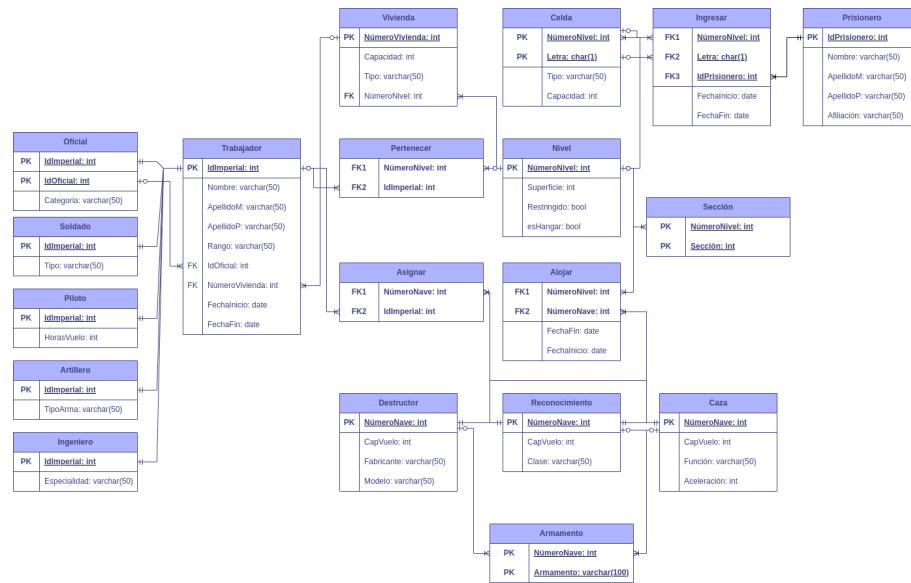 Vivienda
PK NúmeroVivienda: int
Capacidad: int
Tipo: varchar(50)
FK NúmeroNivel: int
Celda
PK NúmeroNivel: int
PK Letra: char(1)
Tipo: varchar(50)
Capacidad: int
Ingresar
FK1 NúmeroNivel: int
FK2 Letra: char(1)
FK3 IdPrisionero: int
FechaInicio: date
FechaFin: date
Prisionero
PK IdPrisionero: int
Nombre: varchar(50)
ApellidoM: varchar(50)
ApellidoP: varchar(50)
Afiliación: varchar(50)
Oficial
PK IdImperial: int
PK IdOficial: int
Categoria: varchar(50)
Trabajador
PK IdImperial: int
Nombre: varchar(50)
ApellidoM: varchar(50)
ApellidoP: varchar(50)
Rango: varchar(50)
FK IdOficial: int
FK NúmeroVivienda: int
FechaInicio: date
FechaFin: date
Pertenecer
FK1 NúmeroNivel: int
FK2 IdImperial: int
Nivel
PK NúmeroNivel: int
Superficie: int
Restringido: bool
esHangar: bool
Sección
PK NúmeroNivel: int
PK Sección: int
Soldado
PK IdImperial: int
Tipo: varchar(50)
Piloto
PK IdImperial: int
HorasVuelo: int
Asignar
FK1 NúmeroNave: int
FK2 IdImperial: int
Alojar
FK1 NúmeroNivel: int
FK2 NúmeroNave: int
FechaFin: date
FechaInicio: date
Artillero
PK IdImperial: int
TipoArma: varchar(50)
Ingeniero
PK IdImperial: int
Especialidad: varchar(50)
Destructor
PK NúmeroNave: int
CapVuelo: int
Fabricante: varchar(50)
Modelo: varchar(50)
Reconocimiento
PK NúmeroNave: int
CapVuelo: int
Clase: varchar(50)
Caza
PK NúmeroNave: int
CapVuelo: int
Función: varchar(50)
Aceleración: int
Armamento
PK NúmeroNave: int
PK Armamento: varchar(100)